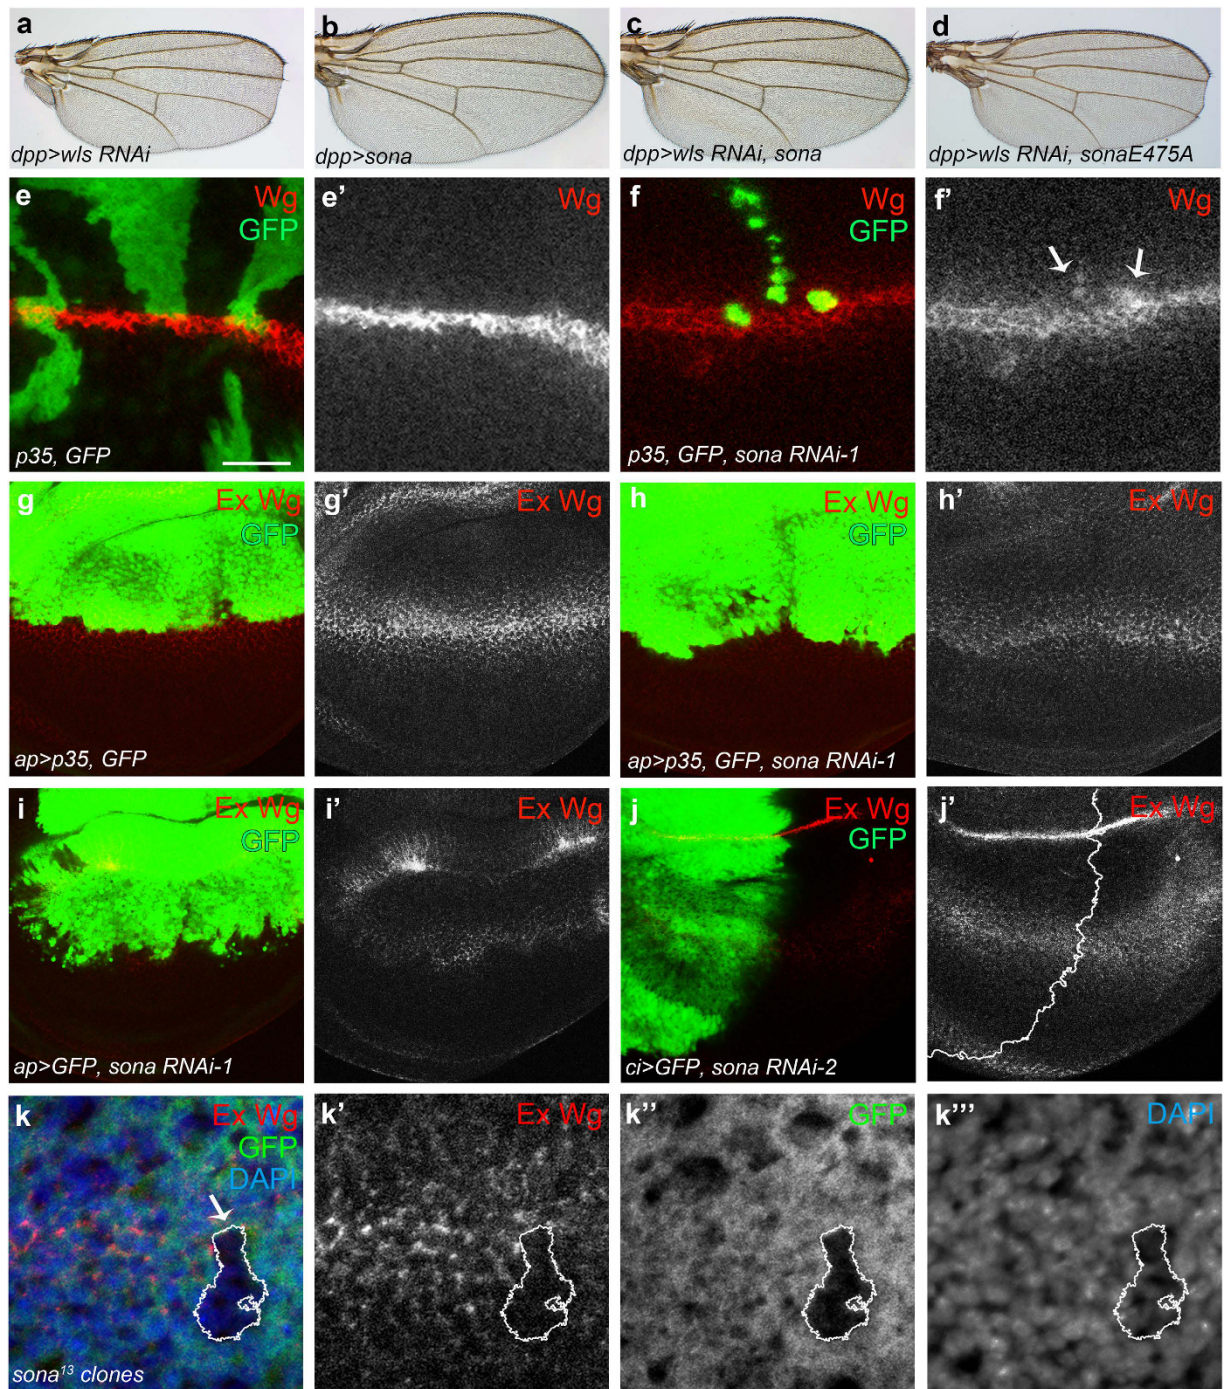 a
dpp>wls RNAi
b
dpp>sona
c
dpp>wls RNAi, sona
d
dpp>wls RNAi, sonaE475A
e
Wg
GFP
p35, GFP
e’
Wg
f
Wg
GFP
p35, GFP, sona RNAi-1
f’
Wg
g
Ex Wg
GFP
ap>p35, GFP
g’
Ex Wg
h
Ex Wg
GFP
ap>p35, GFP, sona RNAi-1
h’
Ex Wg
i
Ex Wg
GFP
ap>GFP, sona RNAi-1
i’
Ex Wg
j
Ex Wg
GFP
ci>GFP, sona RNAi-2
j’
Ex Wg
k
Ex Wg
GFP
DAPI
sona¹³ clones
k’
Ex Wg
k’’
GFP
k’’’
DAPI